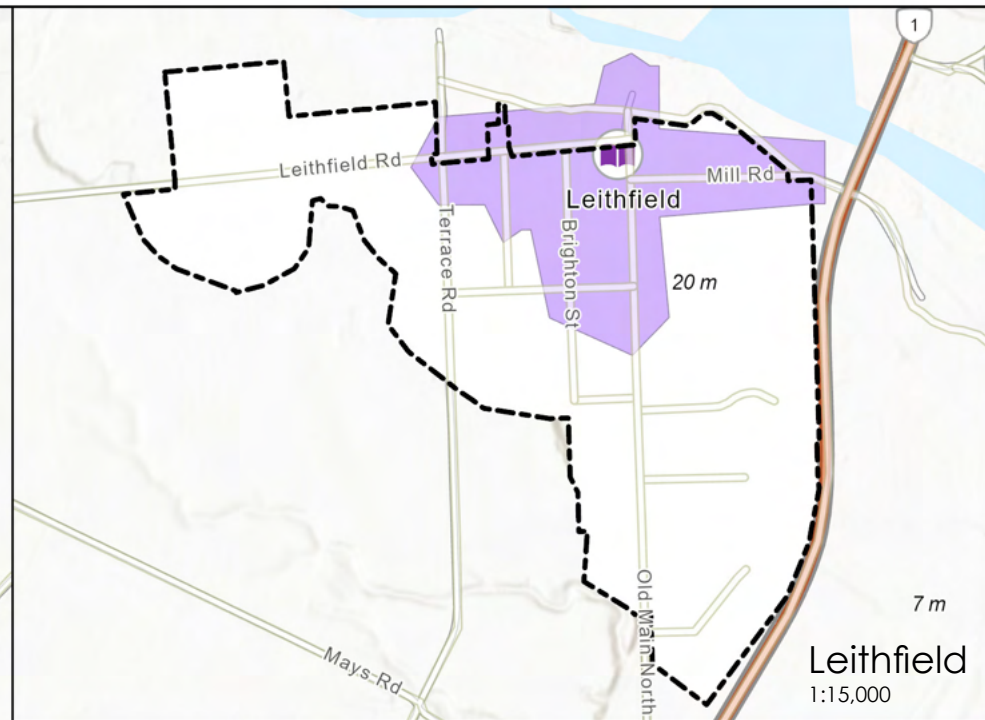 1
Leithfield Rd
Mill Rd
Leithfield
Terrace Rd
Brighton St
20 m
Old Main North
7 m
Mays Rd
Leithfield
1:15,000